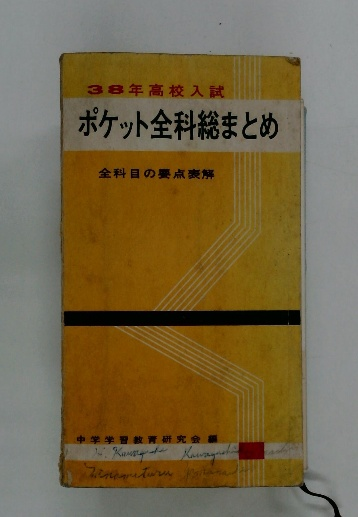 38年高校入試
ポケット全科総まとめ
全科目の要点表解
中学学習教育研究会編